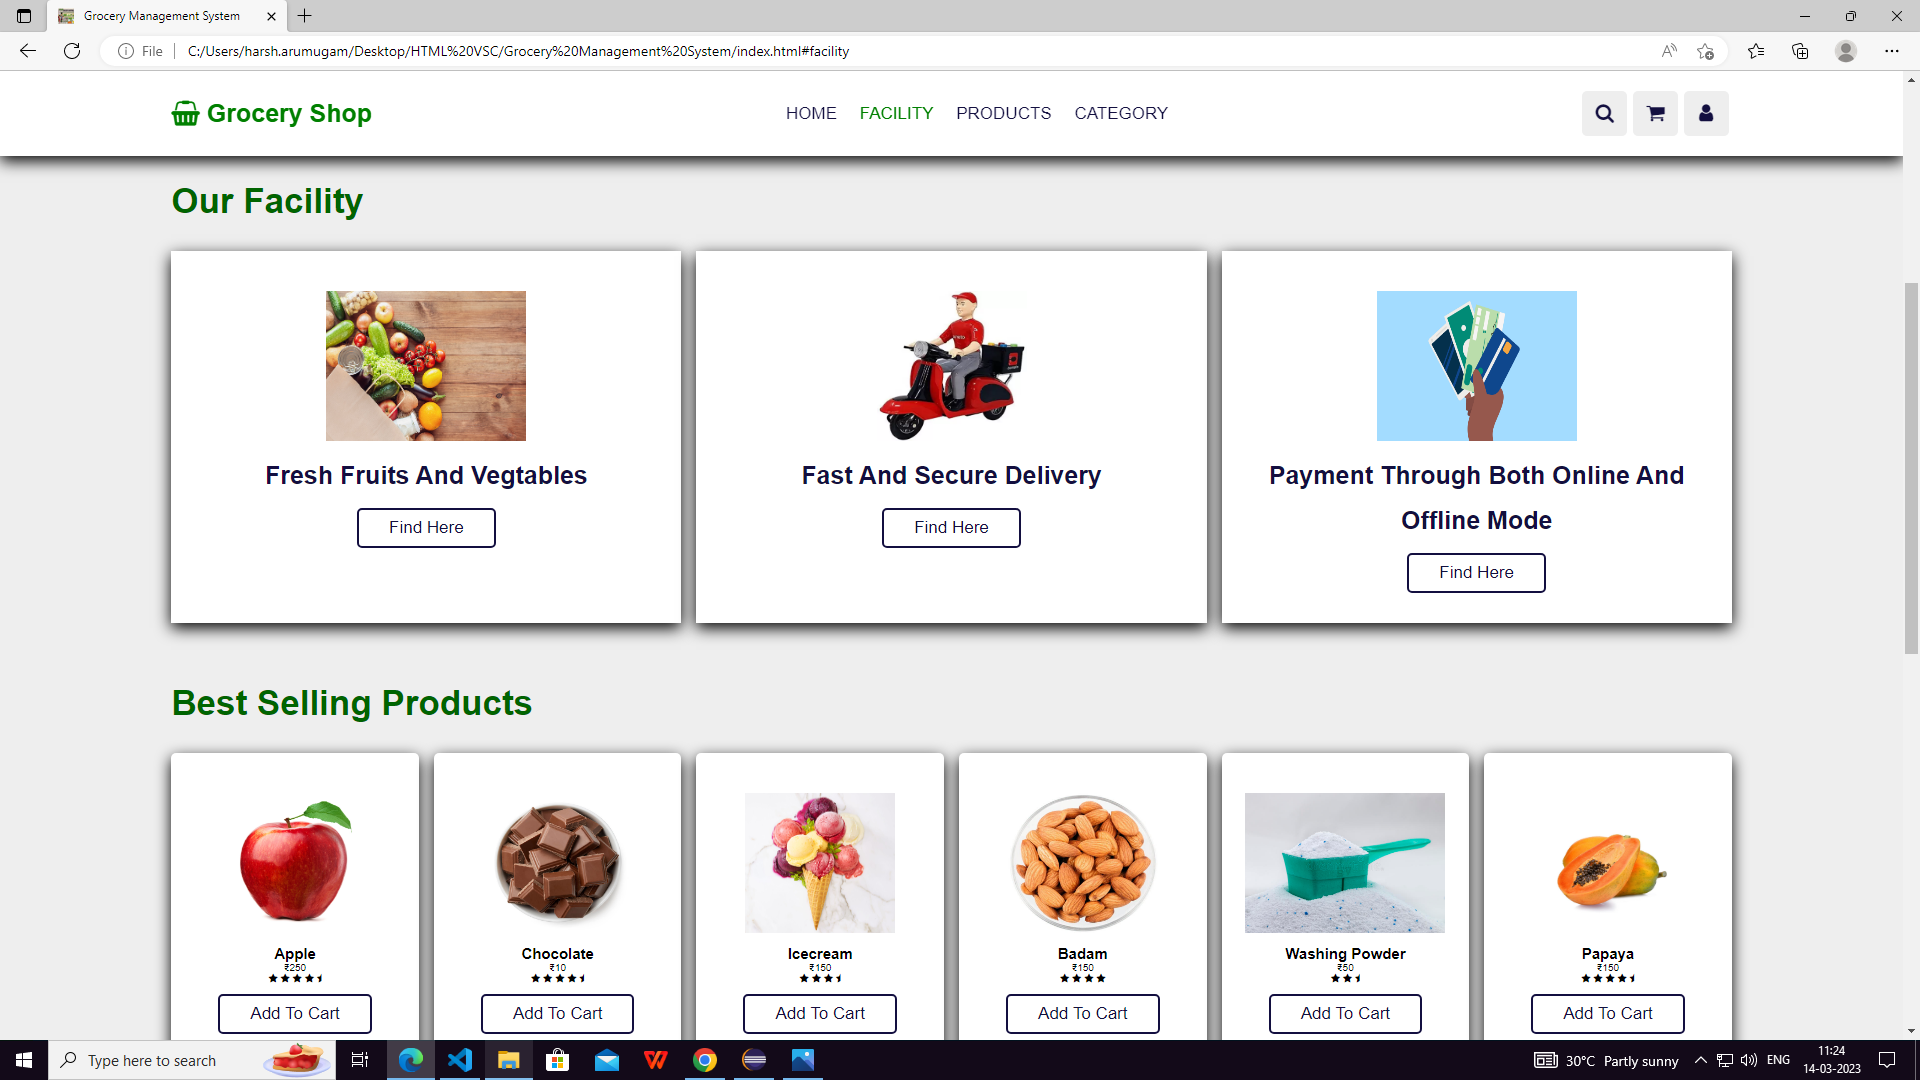 Grocery Management System
File
C:/Users/harsh.arumugam/Desktop/HTML%20VSC/Grocery%20Management%20System/index.html#facility
Grocery Shop
HOME FACILITY PRODUCTS CATEGORY
Our Facility
Fresh Fruits And Vegtables
Find Here
Fast And Secure Delivery
Find Here
Payment Through Both Online And
Offline Mode
Find Here
Best Selling Products
Apple
₹250
Add To Cart
Chocolate
₹10
Add To Cart
Icecream
₹150
Add To Cart
Badam
₹150
Add To Cart
Washing Powder
₹50
Add To Cart
Papaya
₹150
Add To Cart
Type here to search
30°C Partly sunny
ENG
11:24
14-03-2023